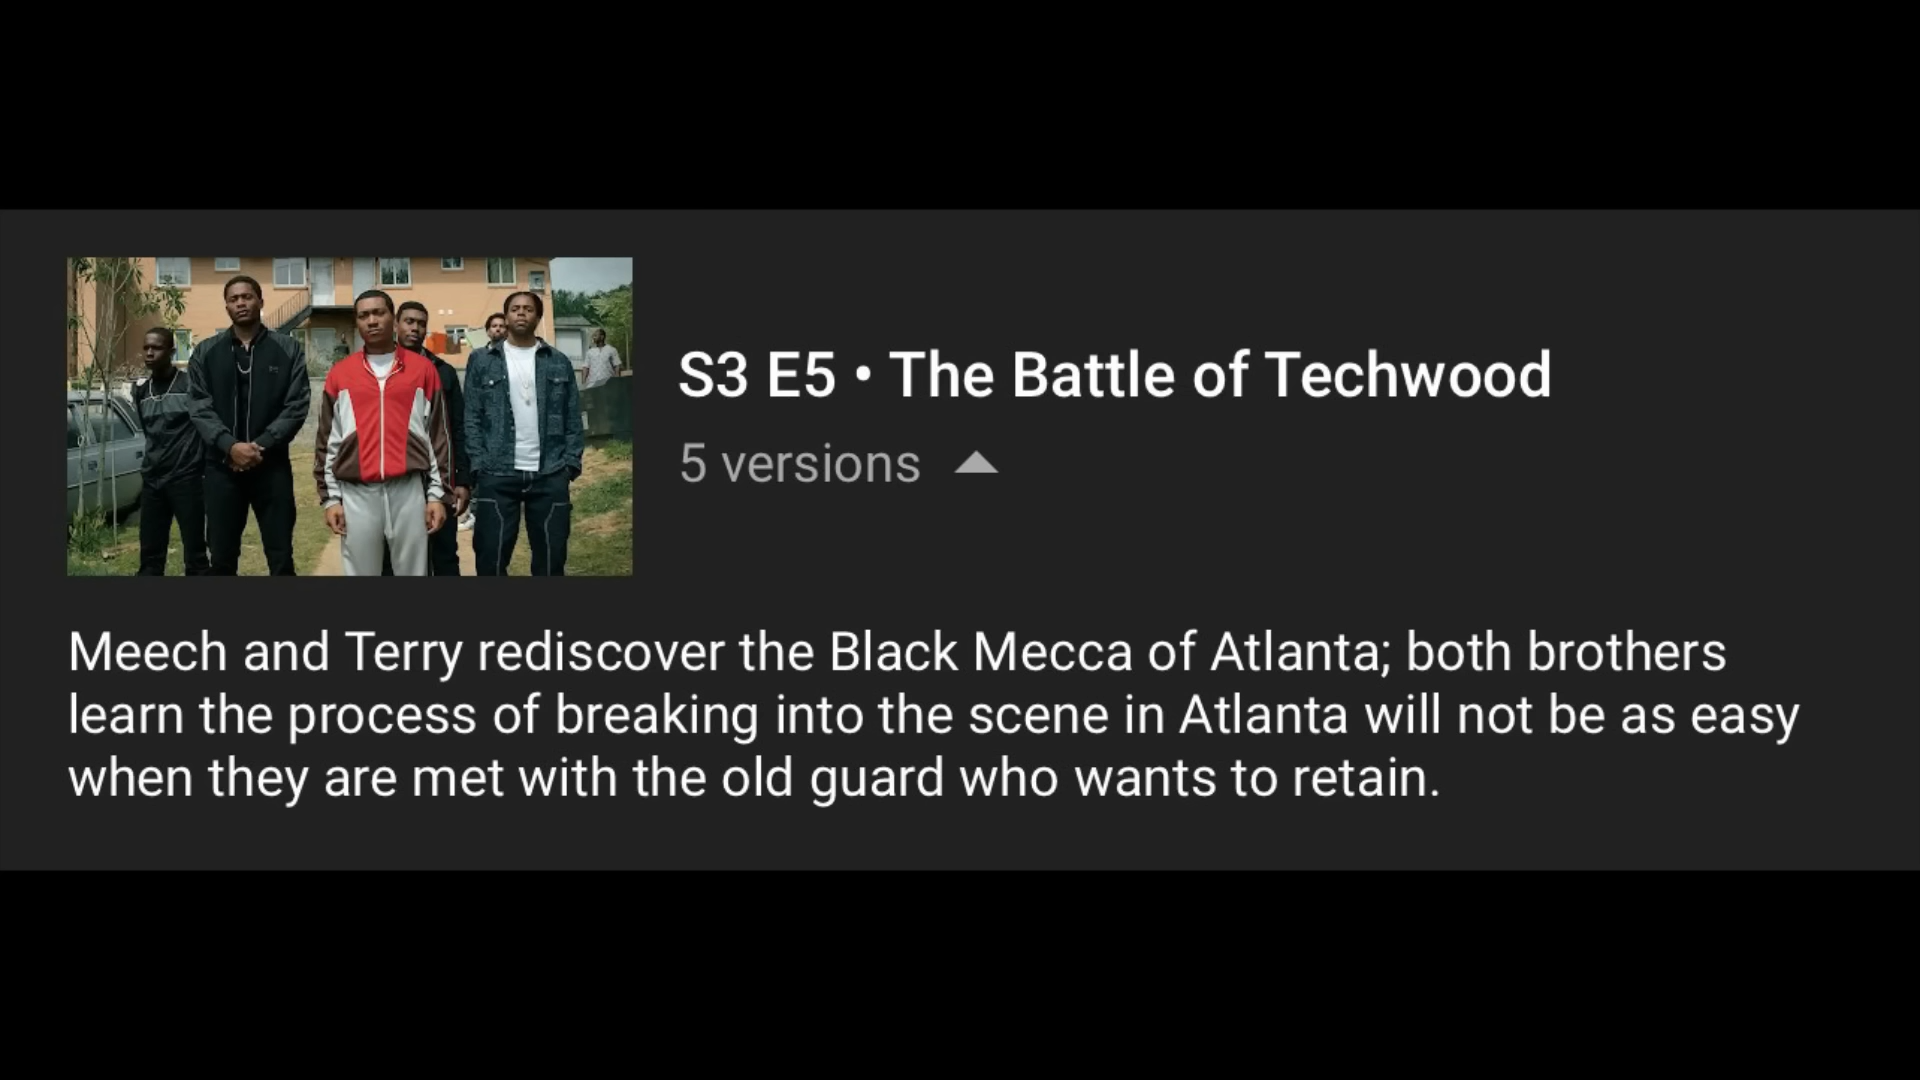 S3 E5 • The Battle of Techwood
5 versions
Meech and Terry rediscover the Black Mecca of Atlanta; both brothers
learn the process of breaking into the scene in Atlanta will not be as easy
when they are met with the old guard who wants to retain.